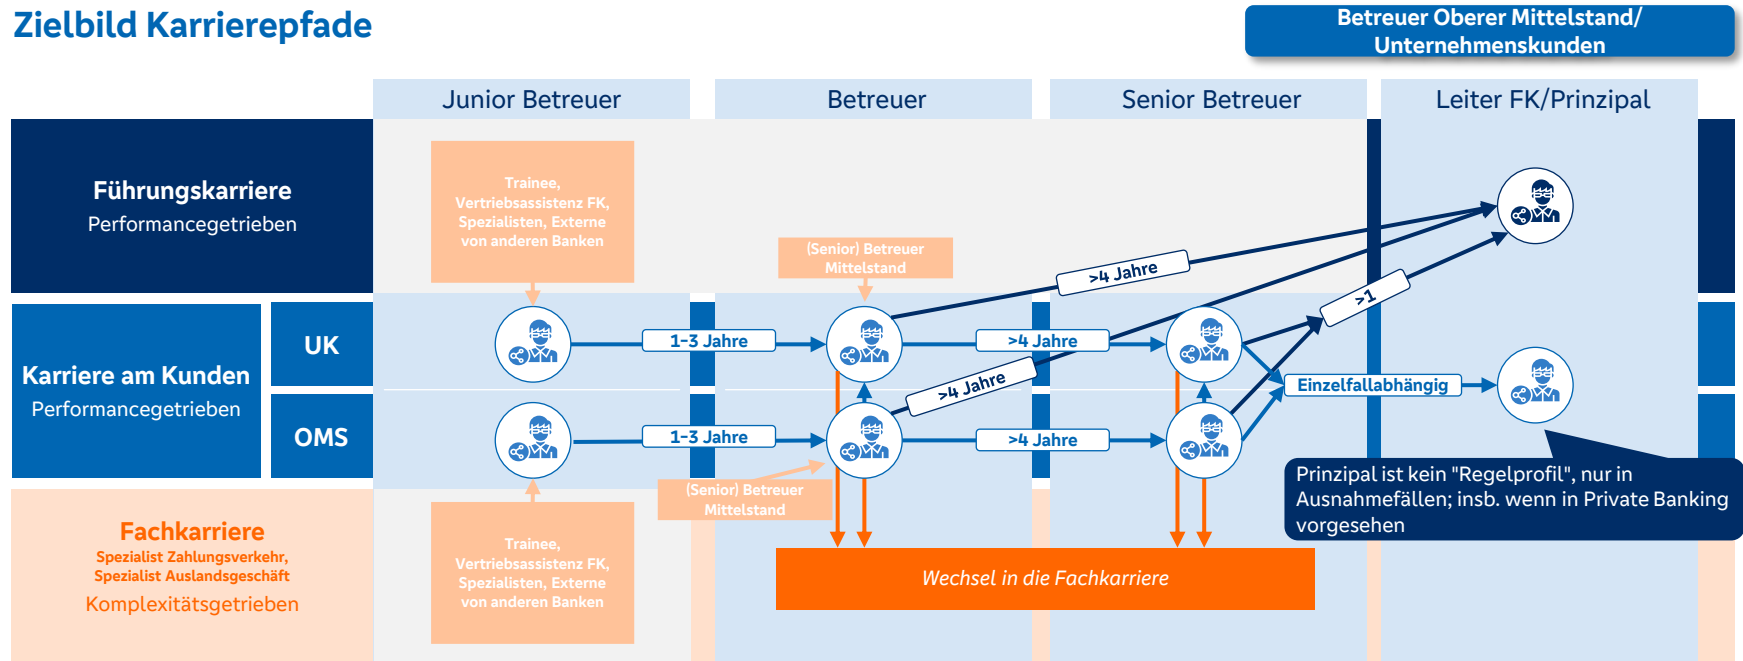 Zielbild Karrierepfade
Betreuer Oberer Mittelstand/
Unternehmenskunden
Junior Betreuer
Betreuer
Senior Betreuer
Leiter FK/Prinzipal
Führungskarriere
Performancegetrieben
Trainee,
Vertriebsassistenz FK,
Spezialisten, Externe
von anderen Banken
(Senior) Betreuer
Mittelstand
>4 Jahre
>1
Karriere am Kunden
Performancegetrieben
UK
1-3 Jahre
>4 Jahre
>4 Jahre
Einzelfallabhängig
OMS
1-3 Jahre
>4 Jahre
(Senior) Betreuer
Mittelstand
Prinzipal ist kein "Regelprofil", nur in
Ausnahmefällen; insb. wenn in Private Banking
vorgesehen
Fachkarriere
Spezialist Zahlungsverkehr,
Spezialist Auslandsgeschäft
Komplexitätsgetrieben
Trainee,
Vertriebsassistenz FK,
Spezialisten, Externe
von anderen Banken
Wechsel in die Fachkarriere